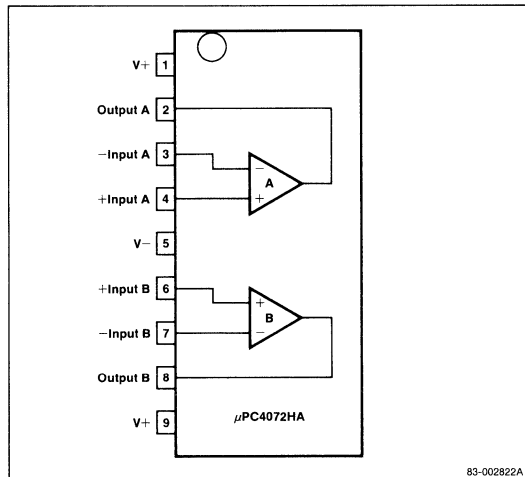 V+ 1
Output A 2
−Input A 3
+Input A 4
V− 5
+Input B 6
−Input B 7
Output B 8
V+ 9
−
A
+
+
B
−
μPC4072HA
83-002822A